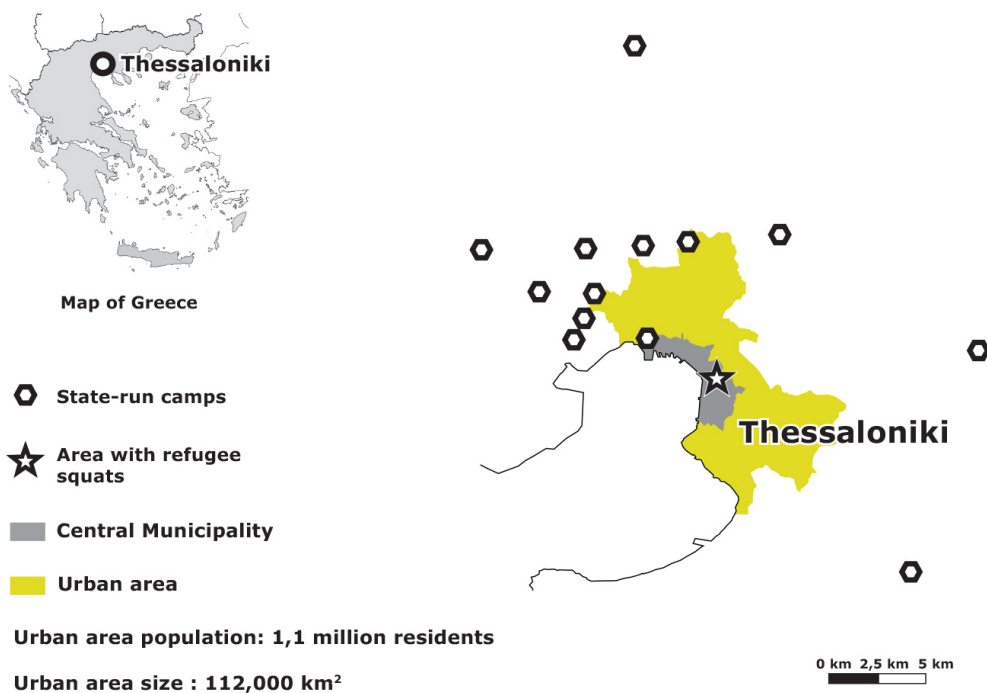 Thessaloniki
Map of Greece
State-run camps
Area with refugee
squats
Central Municipality
Urban area
Urban area population: 1,1 million residents
Urban area size : 112,000 km²
Thessaloniki
0 km 2,5 km 5 km